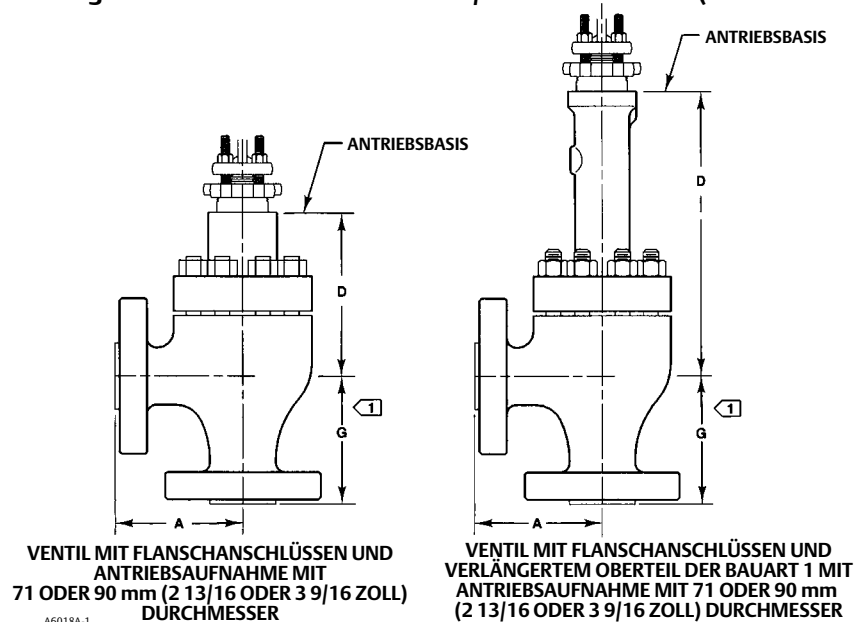 ANTRIEBSBASIS
ANTRIEBSBASIS
D
D
1
G
1
G
A
A
VENTIL MIT FLANSCHANSCHLÜSSEN UND
ANTRIEBSAUFNAHME MIT
71 ODER 90 mm (2 13/16 ODER 3 9/16 ZOLL)
DURCHMESSER
A6018A-1
VENTIL MIT FLANSCHANSCHLÜSSEN UND
VERLÄNGERTEM OBERTEIL DER BAUART 1 MIT
ANTRIEBSAUFNAHME MIT 71 ODER 90 mm
(2 13/16 ODER 3 9/16 ZOLL) DURCHMESSER